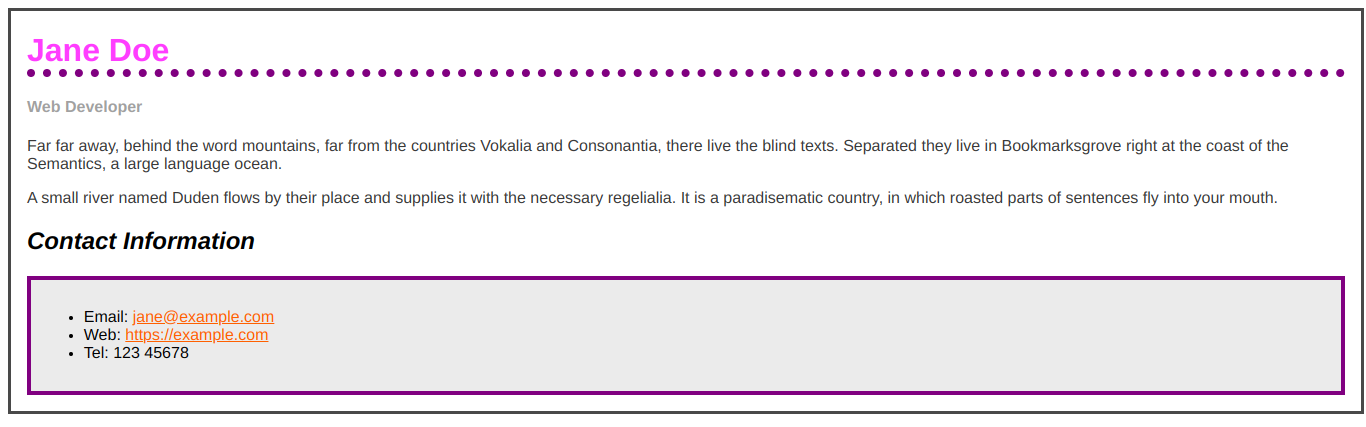 Jane Doe
Web Developer
Far far away, behind the word mountains, far from the countries Vokalia and Consonantia, there live the blind texts. Separated they live in Bookmarksgrove right at the coast of the
Semantics, a large language ocean.
A small river named Duden flows by their place and supplies it with the necessary regelialia. It is a paradisematic country, in which roasted parts of sentences fly into your mouth.
Contact Information
• Email: jane@example.com
• Web: https://example.com
• Tel: 123 45678